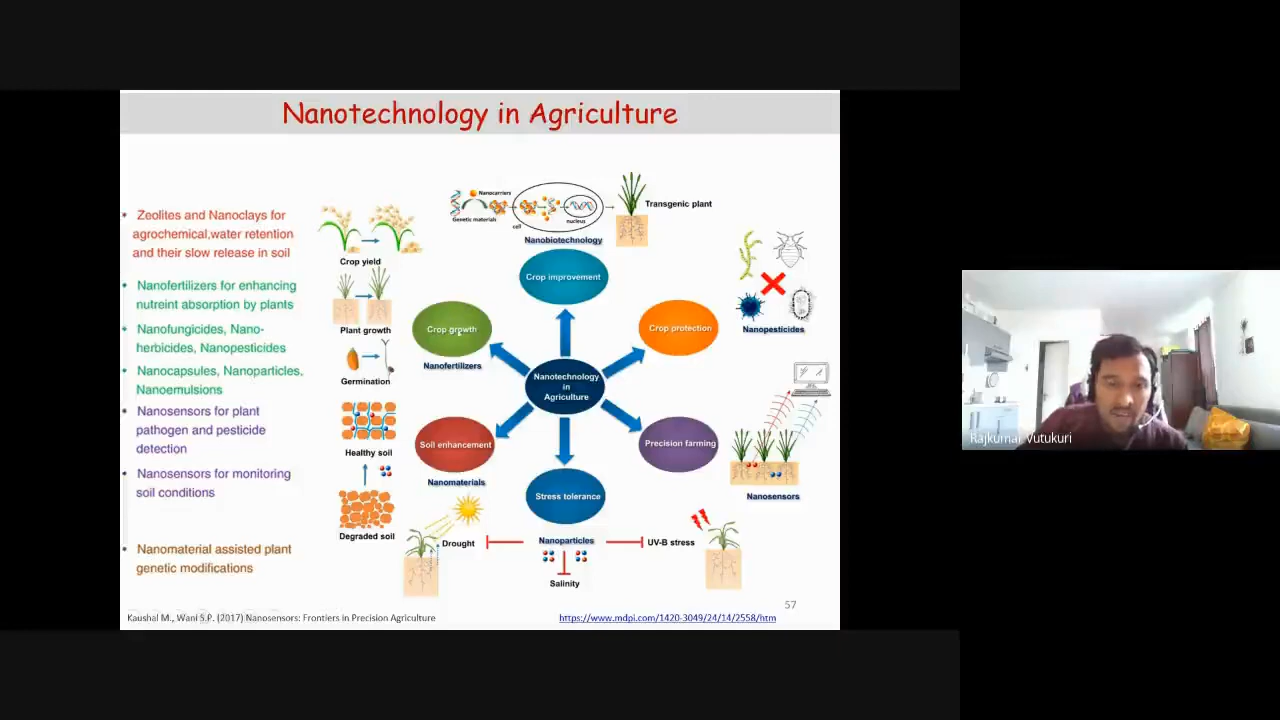 Nanotechnology in Agriculture
• Zeolites and Nanoclays for
agrochemical,water retention
and their slow release in soil
• Nanofertilizers for enhancing
nutreint absorption by plants
• Nanofungicides, Nano-
herbicides, Nanopesticides
• Nanocapsules, Nanoparticles,
Nanoemulsions
• Nanosensors for plant
pathogen and pesticide
detection
• Nanosensors for monitoring
soil conditions
• Nanomaterial assisted plant
genetic modifications
Crop yield
Plant growth
Germination
Healthy soil
Degraded soil
Nanocarriers
Genetic materials
cell
nucleus
Transgenic plant
Nanobiotechnology
Crop improvement
Crop growth
Nanofertilizers
Crop protection
Nanopesticides
Nanotechnology
in
Agriculture
Soil enhancement
Nanomaterials
Precision farming
Nanosensors
Stress tolerance
Drought
Nanoparticles
UV-B stress
Salinity
57
Kaushal M., Wani S.P. (2017) Nanosensors: Frontiers in Precision Agriculture
https://www.mdpi.com/1420-3049/24/14/2558/htm
Rajkumar Vutukuri